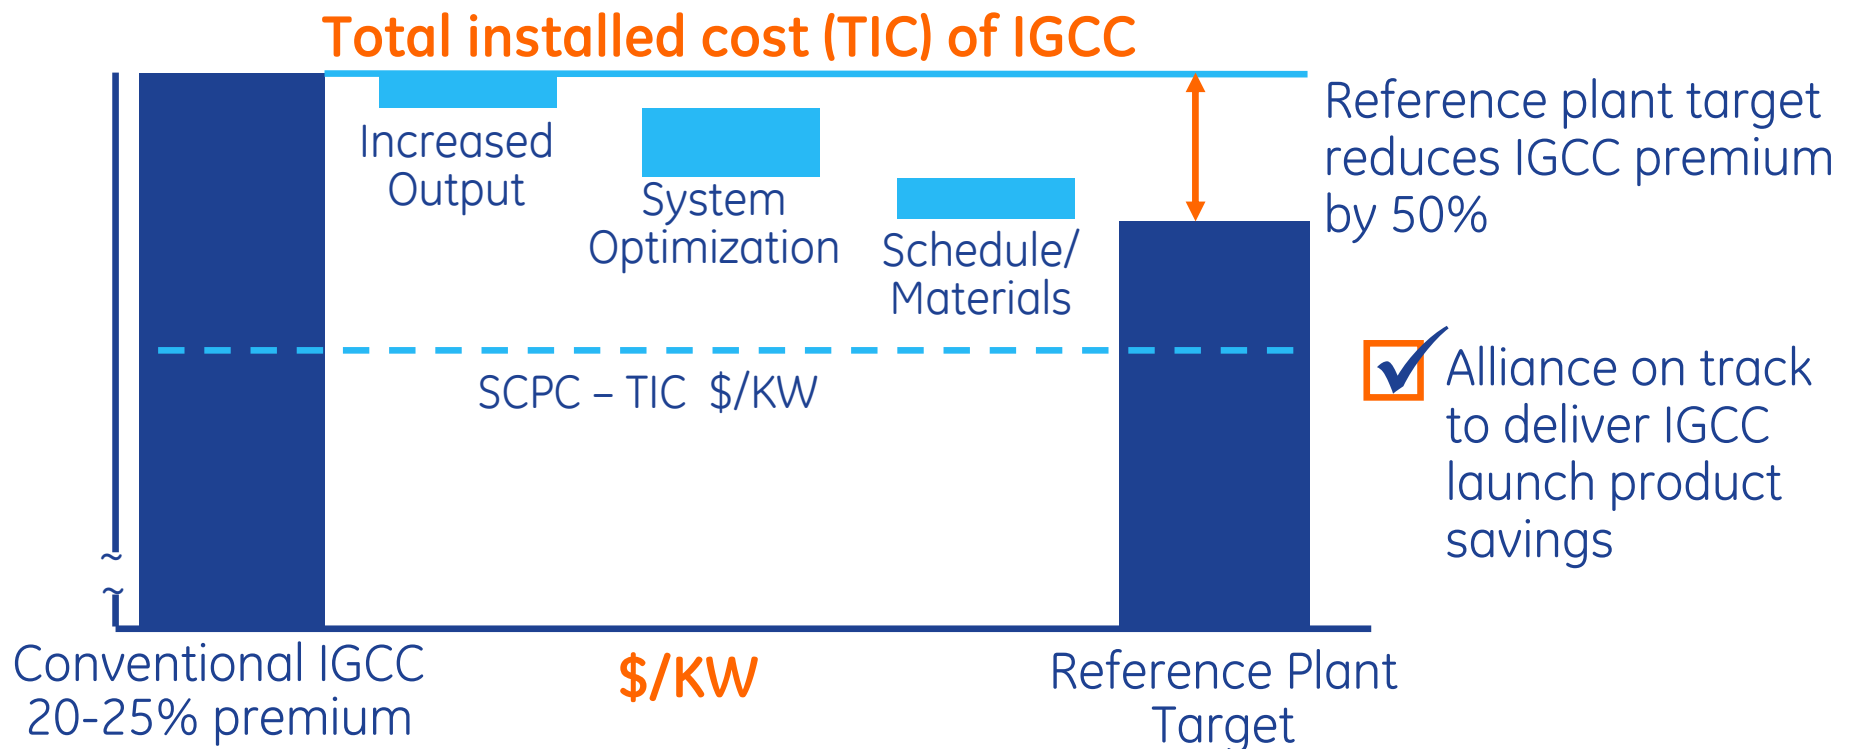 Total installed cost (TIC) of IGCC
Increased
Output
System
Optimization
Schedule/
Materials
Reference plant target
reduces IGCC premium
by 50%
SCPC – TIC $/KW
Alliance on track
to deliver IGCC
launch product
savings
~
~
Conventional IGCC
20-25% premium
$/KW
Reference Plant
Target